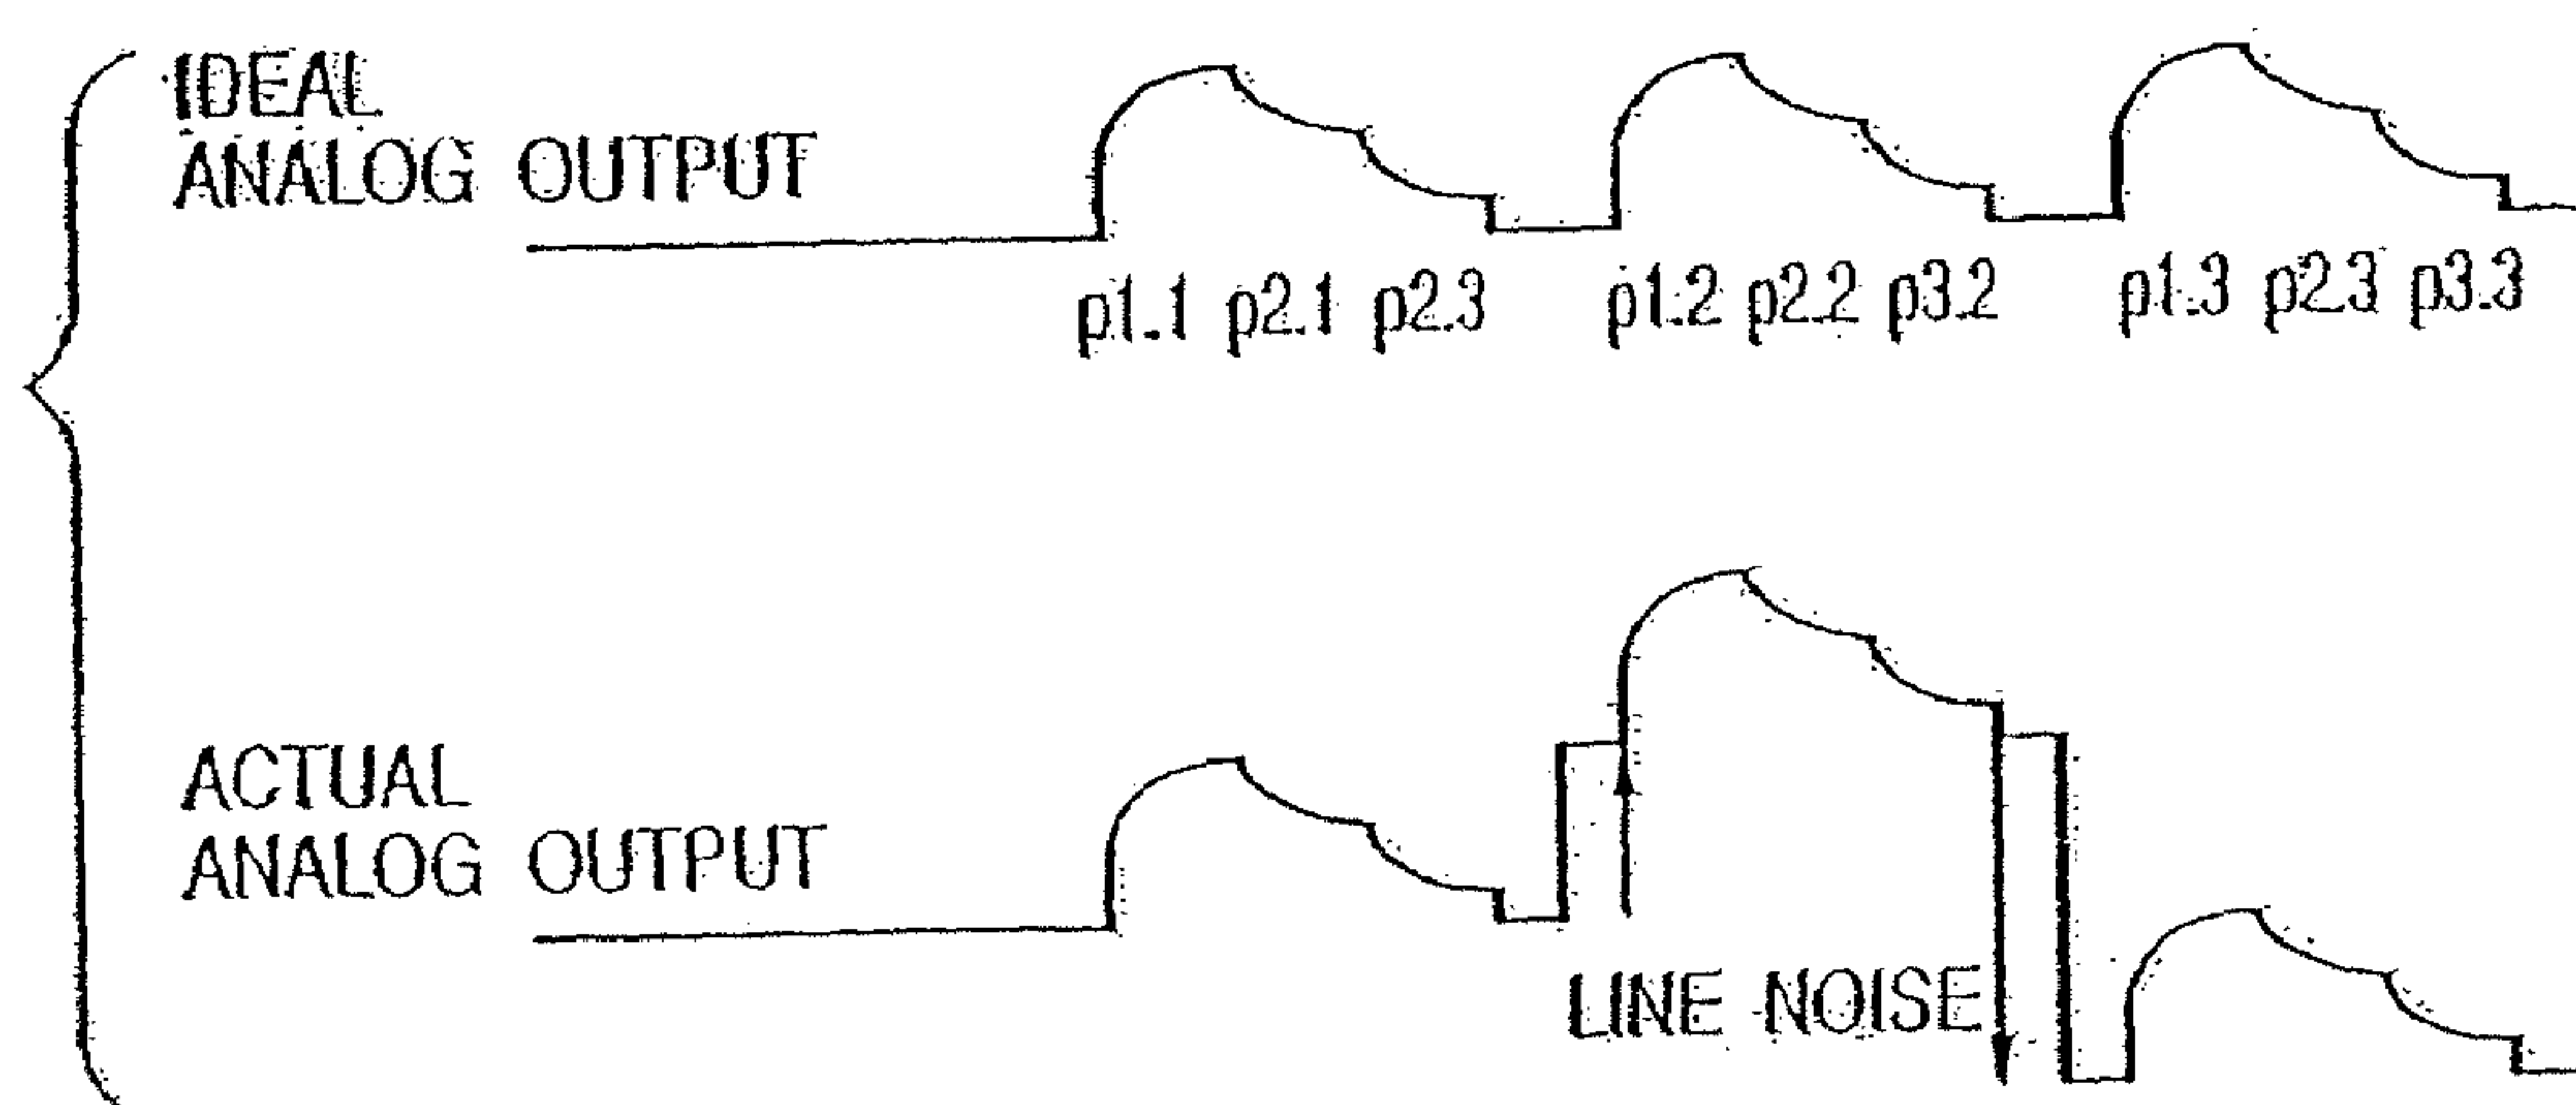 IDEAL
ANALOG OUTPUT
p1.1 p2.1 p2.3 p1.2 p2.2 p3.2 p1.3 p2.3 p3.3
ACTUAL
ANALOG OUTPUT
LINE NOISE